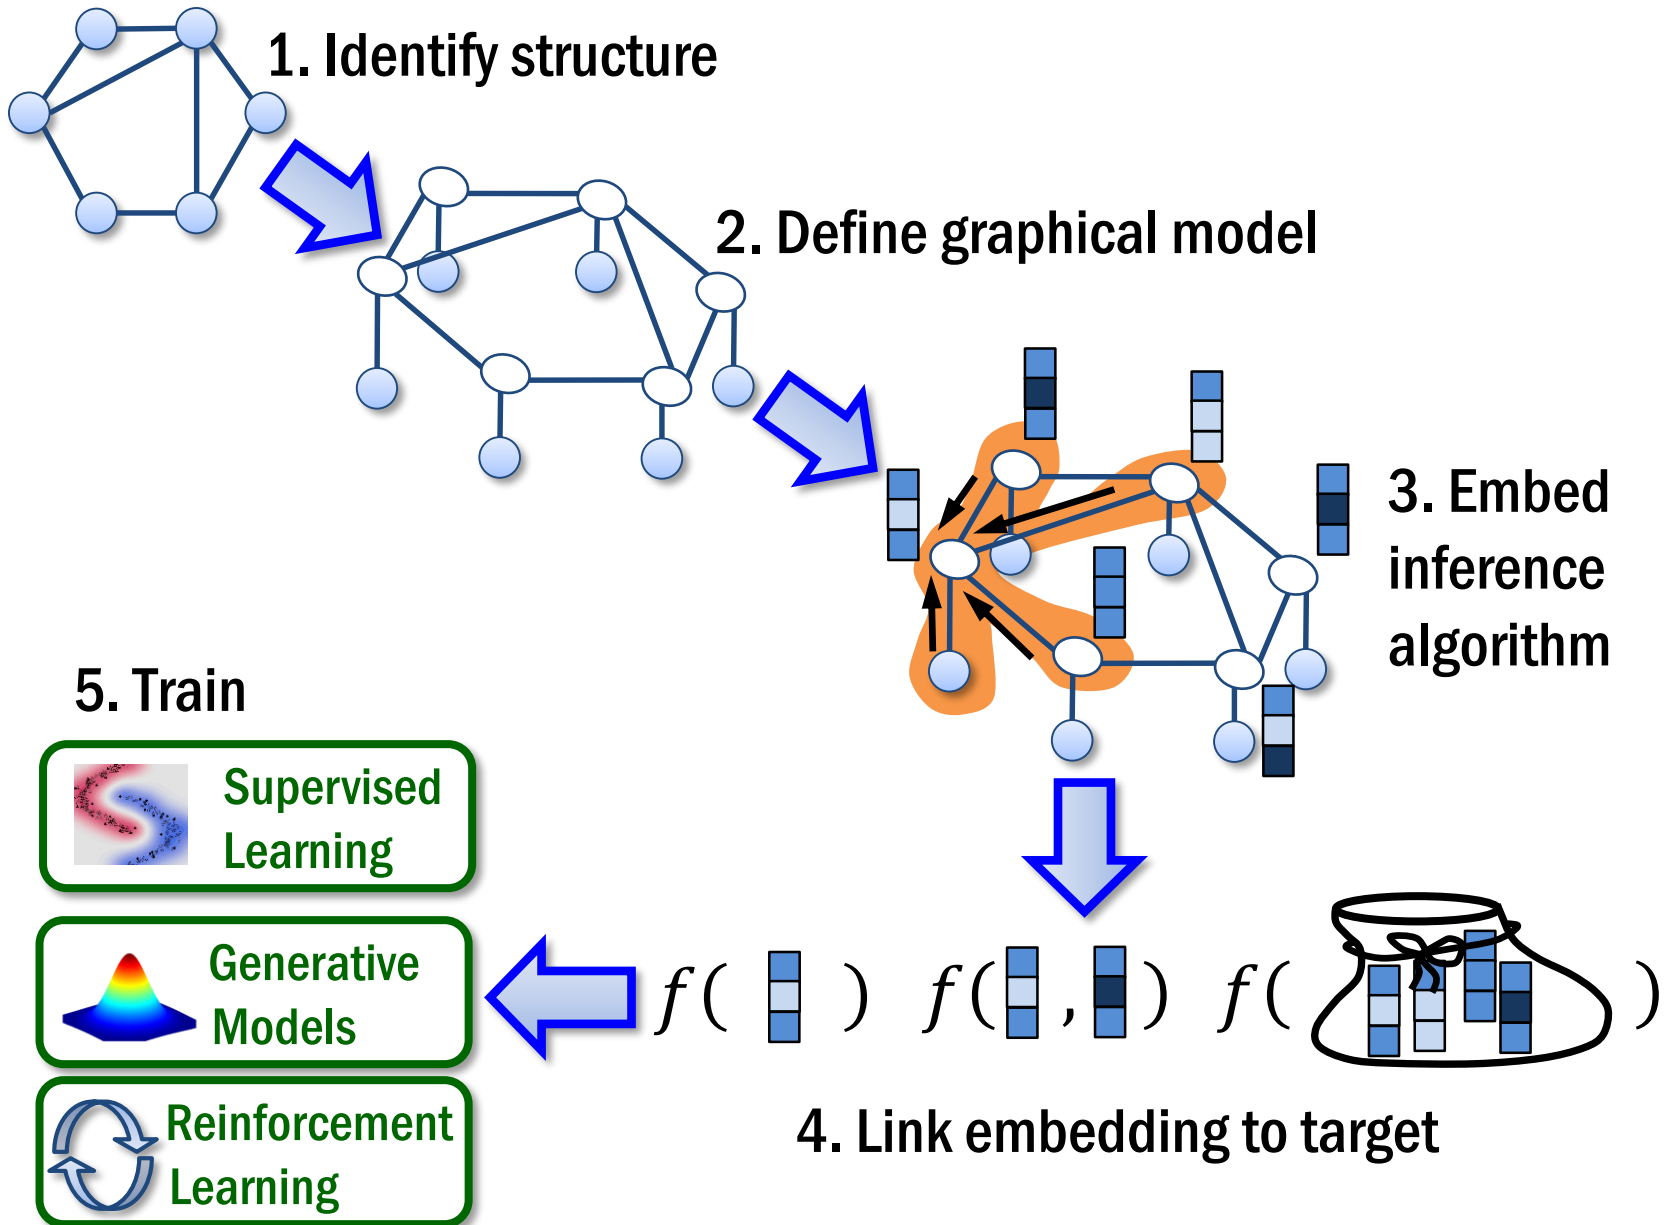 1. Identify structure
2. Define graphical model
3. Embed
inference
algorithm
f( ) f( , ) f( )
4. Link embedding to target
5. Train
Supervised
Learning
Generative
Models
Reinforcement
Learning